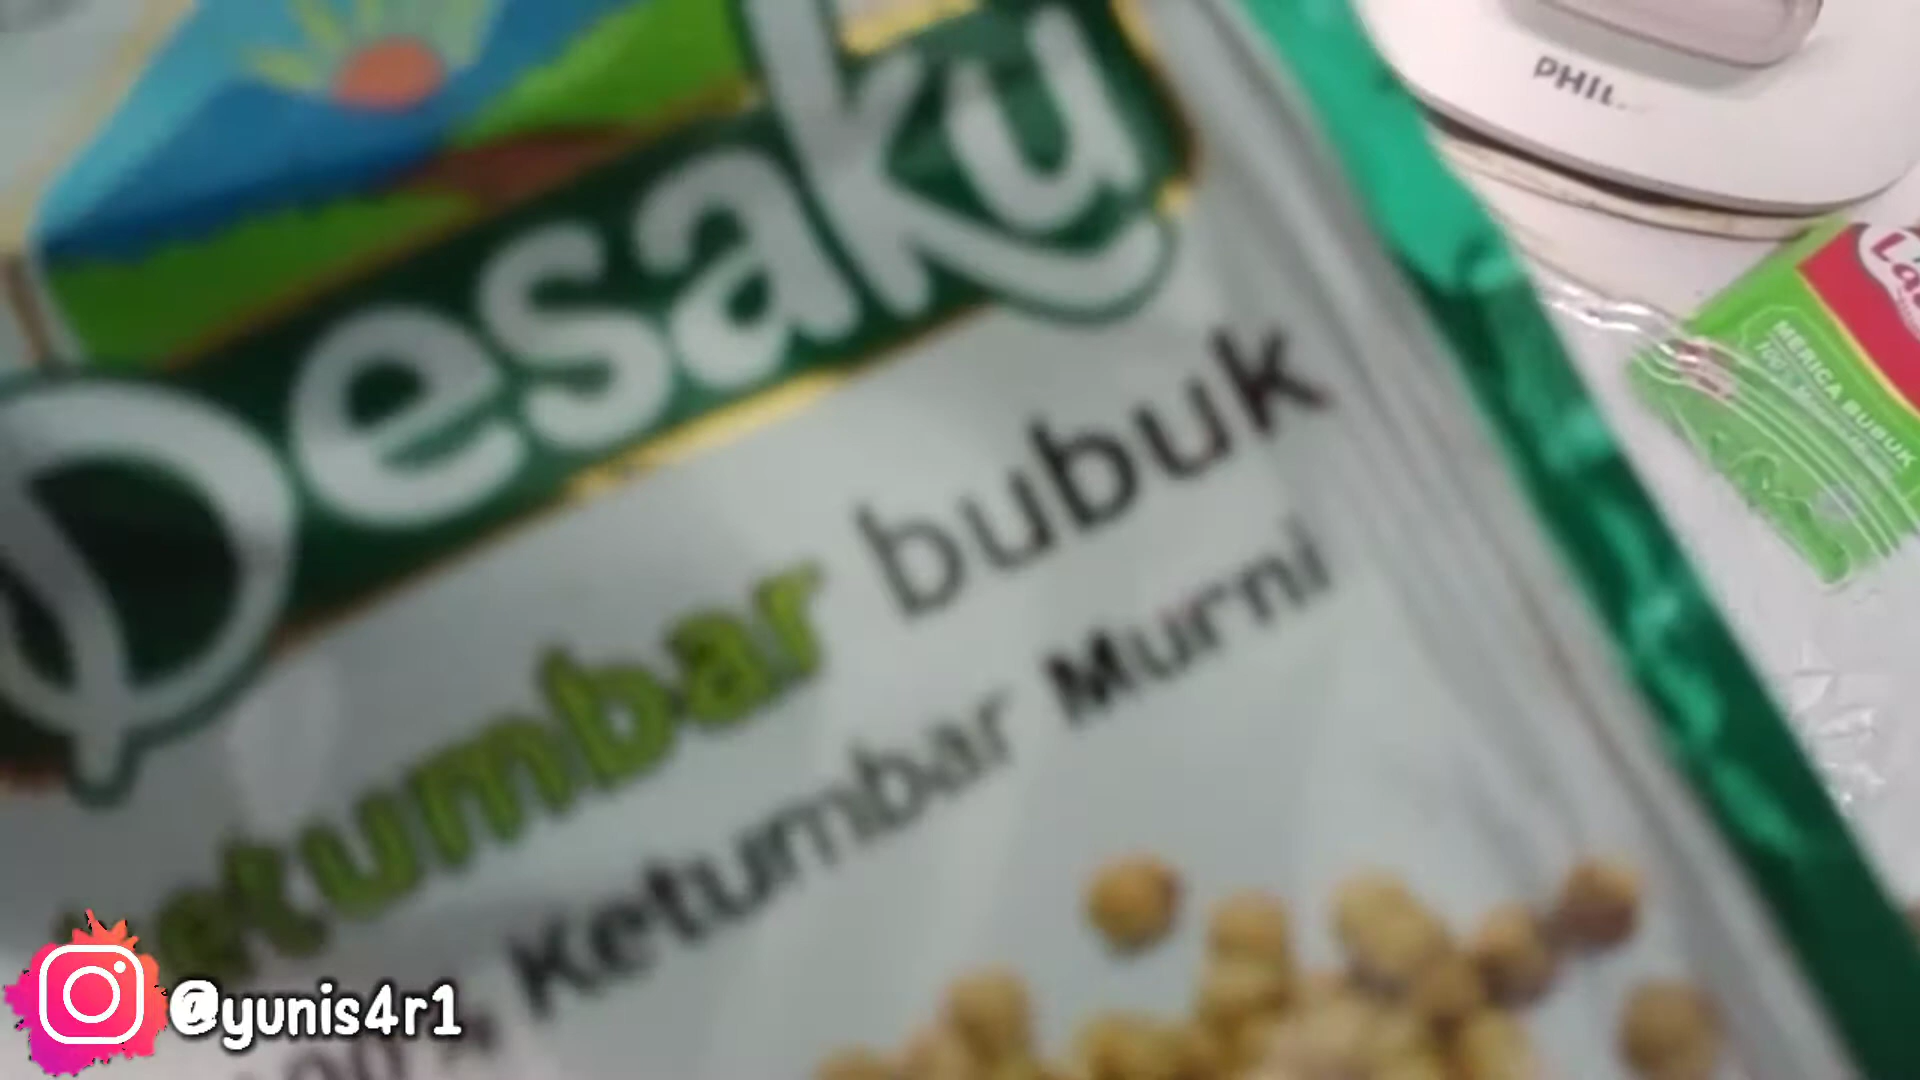 Desaku
PHIL
MERICA BUBUK
ketumbar bubuk
Ketumbar Murni
@yunis4r1